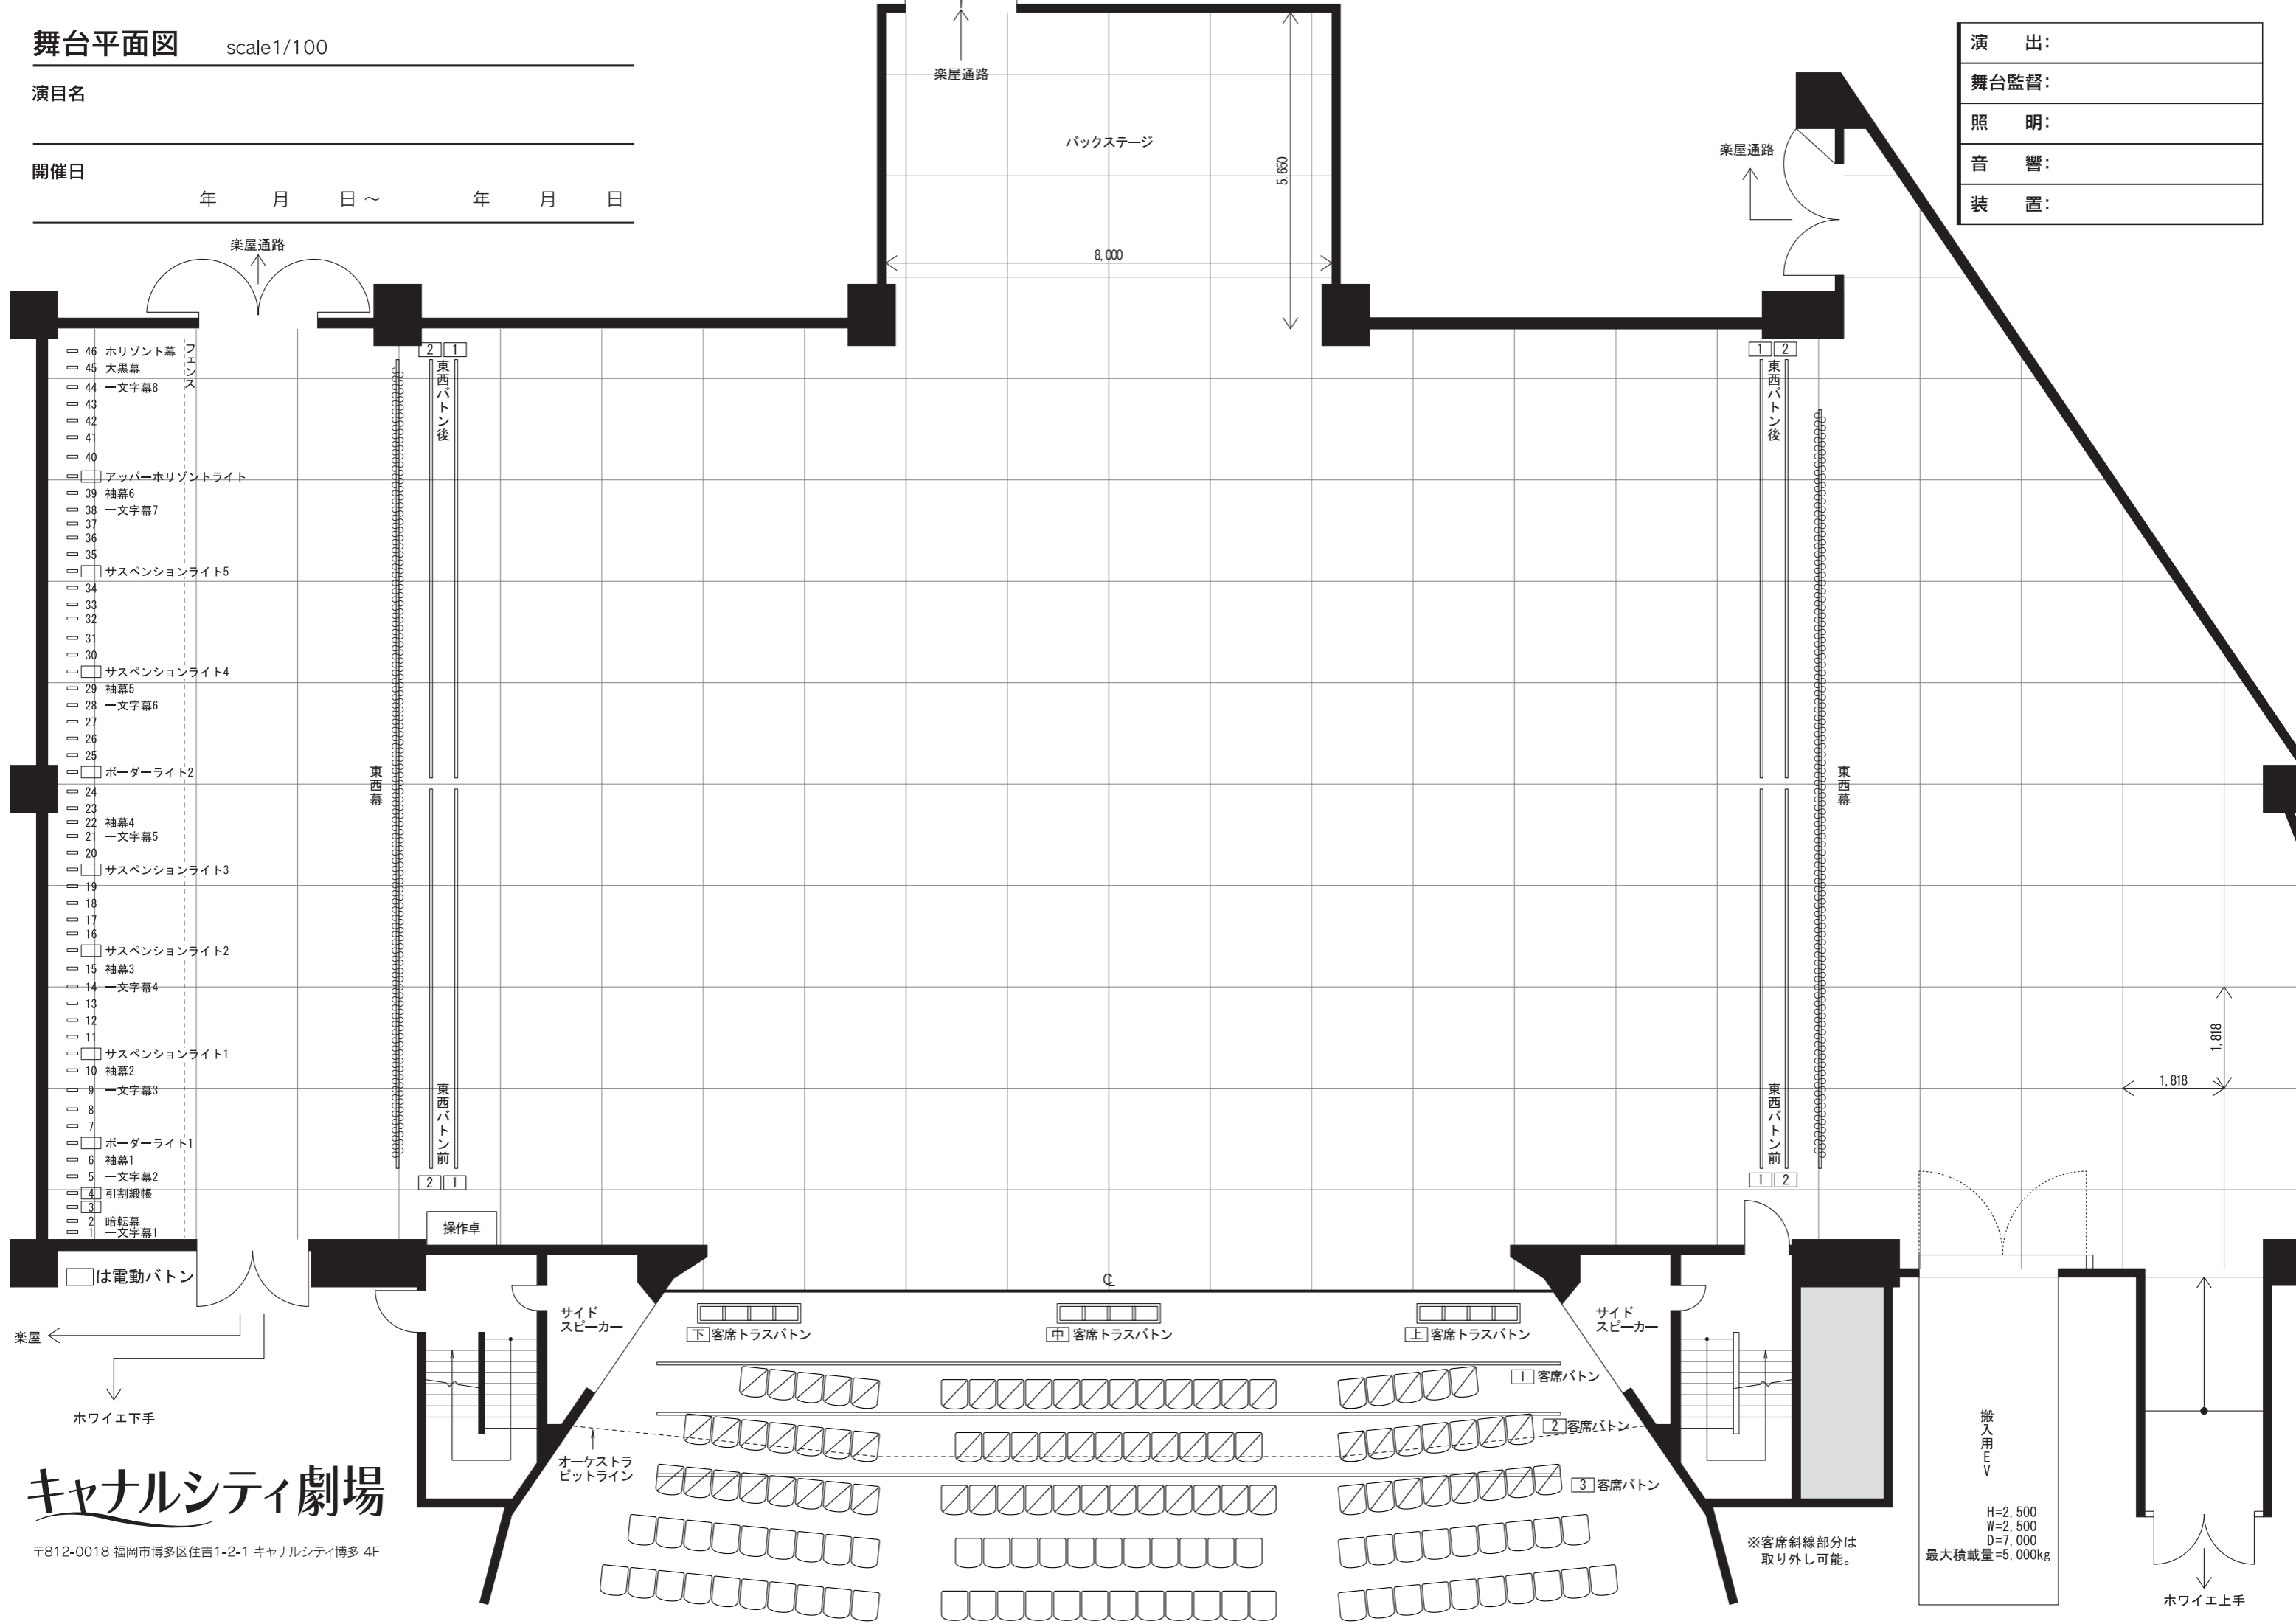 舞台平面図 scale1/100
演目名
開催日
年 月 日 ～ 年 月 日
演 出：
舞台監督：
照 明：
音 響：
装 置：
楽屋通路
バックステージ
5,650
8,000
楽屋通路
楽屋通路
フェンス
46 ホリゾント幕
45 大黒幕
44 一文字幕8
43
42
41
40
アッパーホリゾントライト
39 袖幕6
38 一文字幕7
37
36
35
サスペンションライト5
34
33
32
31
30
サスペンションライト4
29 袖幕5
28 一文字幕6
27
26
25
ボーダーライト2
24
23
22 袖幕4
21 一文字幕5
20
サスペンションライト3
19
18
17
16
サスペンションライト2
15 袖幕3
14 一文字幕4
13
12
11
サスペンションライト1
10 袖幕2
9 一文字幕3
8
7
ボーダーライト1
6 袖幕1
5 一文字幕2
4 引割緞帳
3
2 暗転幕
1 一文字幕1
は電動バトン
2 1
東西バトン後
東西幕
東西バトン前
2 1
操作卓
1 2
東西バトン後
東西幕
東西バトン前
1 2
1,818
1,818
楽屋
ホワイエ下手
サイド
スピーカー
オーケストラ
ピットライン
℄
下 客席トラスバトン
中 客席トラスバトン
上 客席トラスバトン
1 客席バトン
2 客席バトン
3 客席バトン
サイド
スピーカー
※客席斜線部分は
取り外し可能。
搬入用EV
H=2,500
W=2,500
D=7,000
最大積載量=5,000kg
ホワイエ上手
キャナルシティ劇場
〒812-0018 福岡市博多区住吉1-2-1 キャナルシティ博多 4F